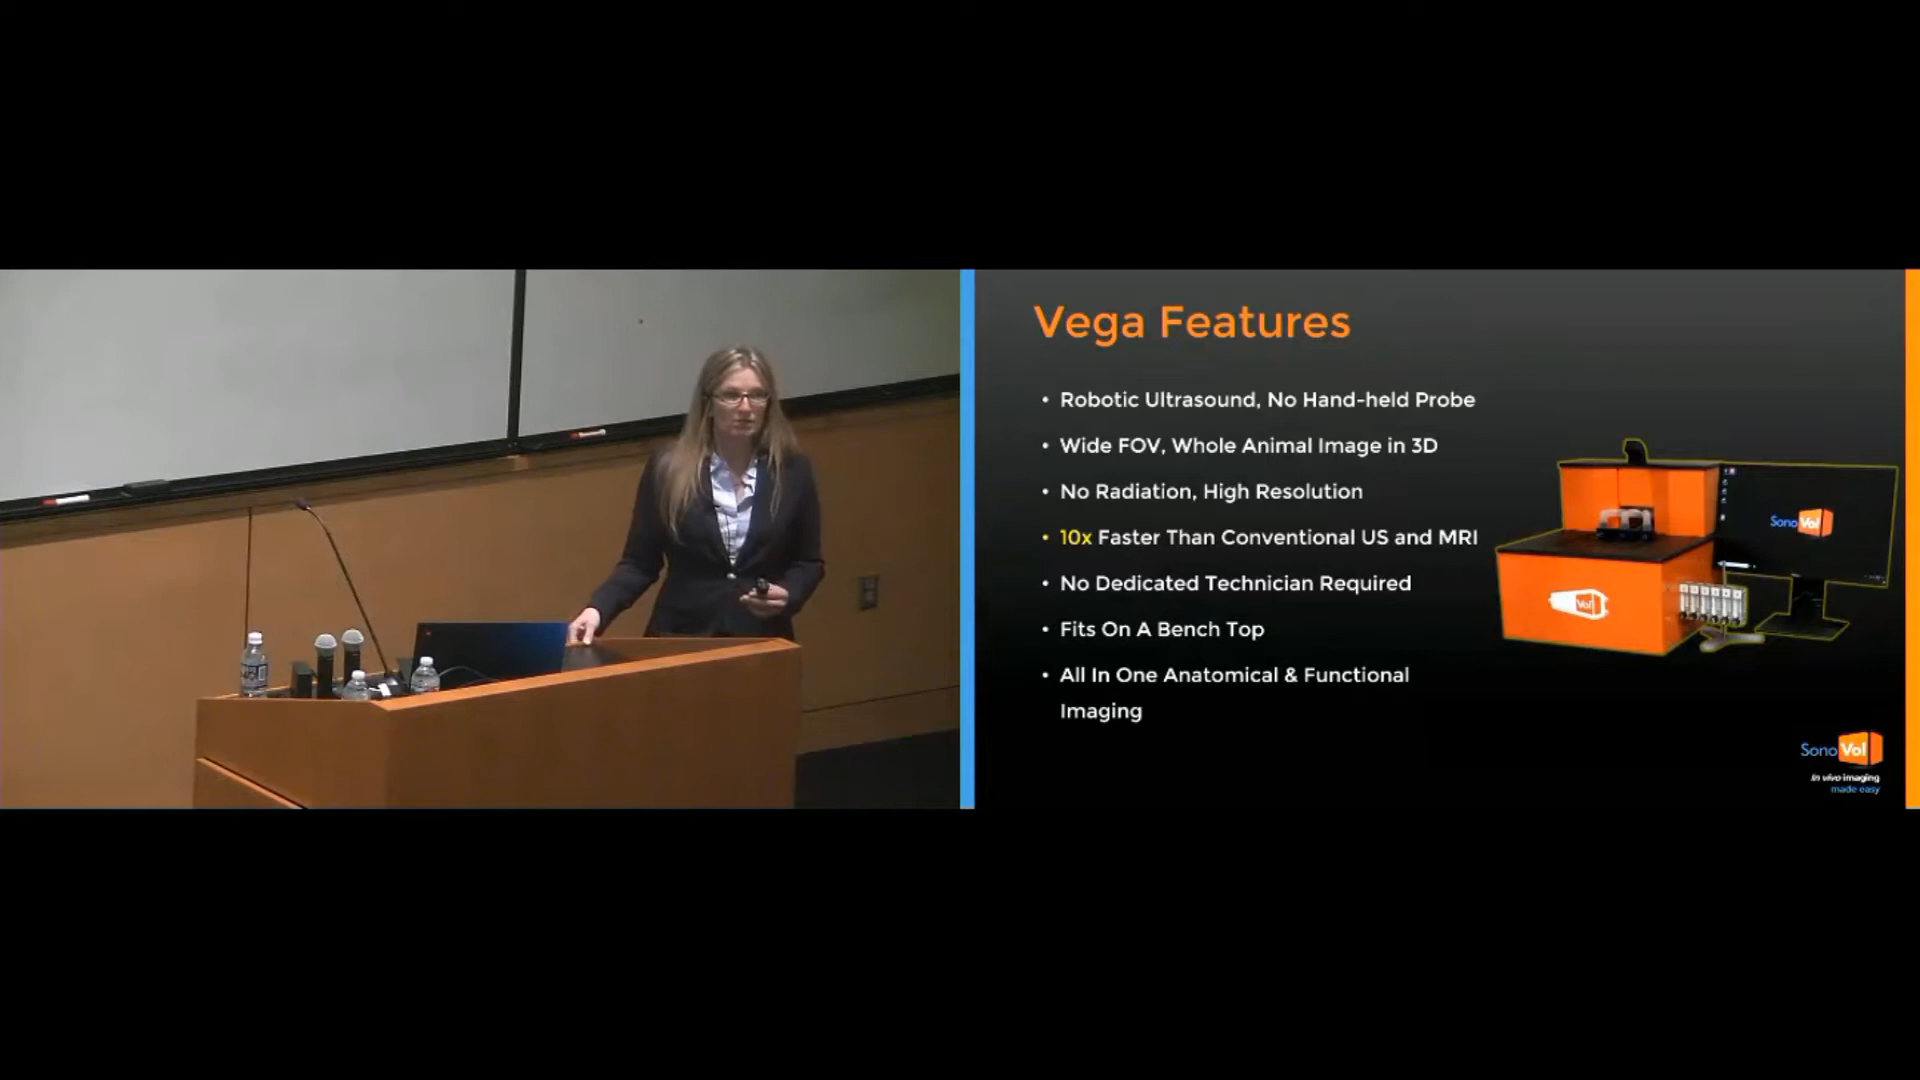 Vega Features
• Robotic Ultrasound, No Hand-held Probe
• Wide FOV, Whole Animal Image in 3D
• No Radiation, High Resolution
• 10x Faster Than Conventional US and MRI
• No Dedicated Technician Required
• Fits On A Bench Top
• All In One Anatomical & Functional
Imaging
SonoVol
Vol
SonoVol
In vivo imaging
made easy